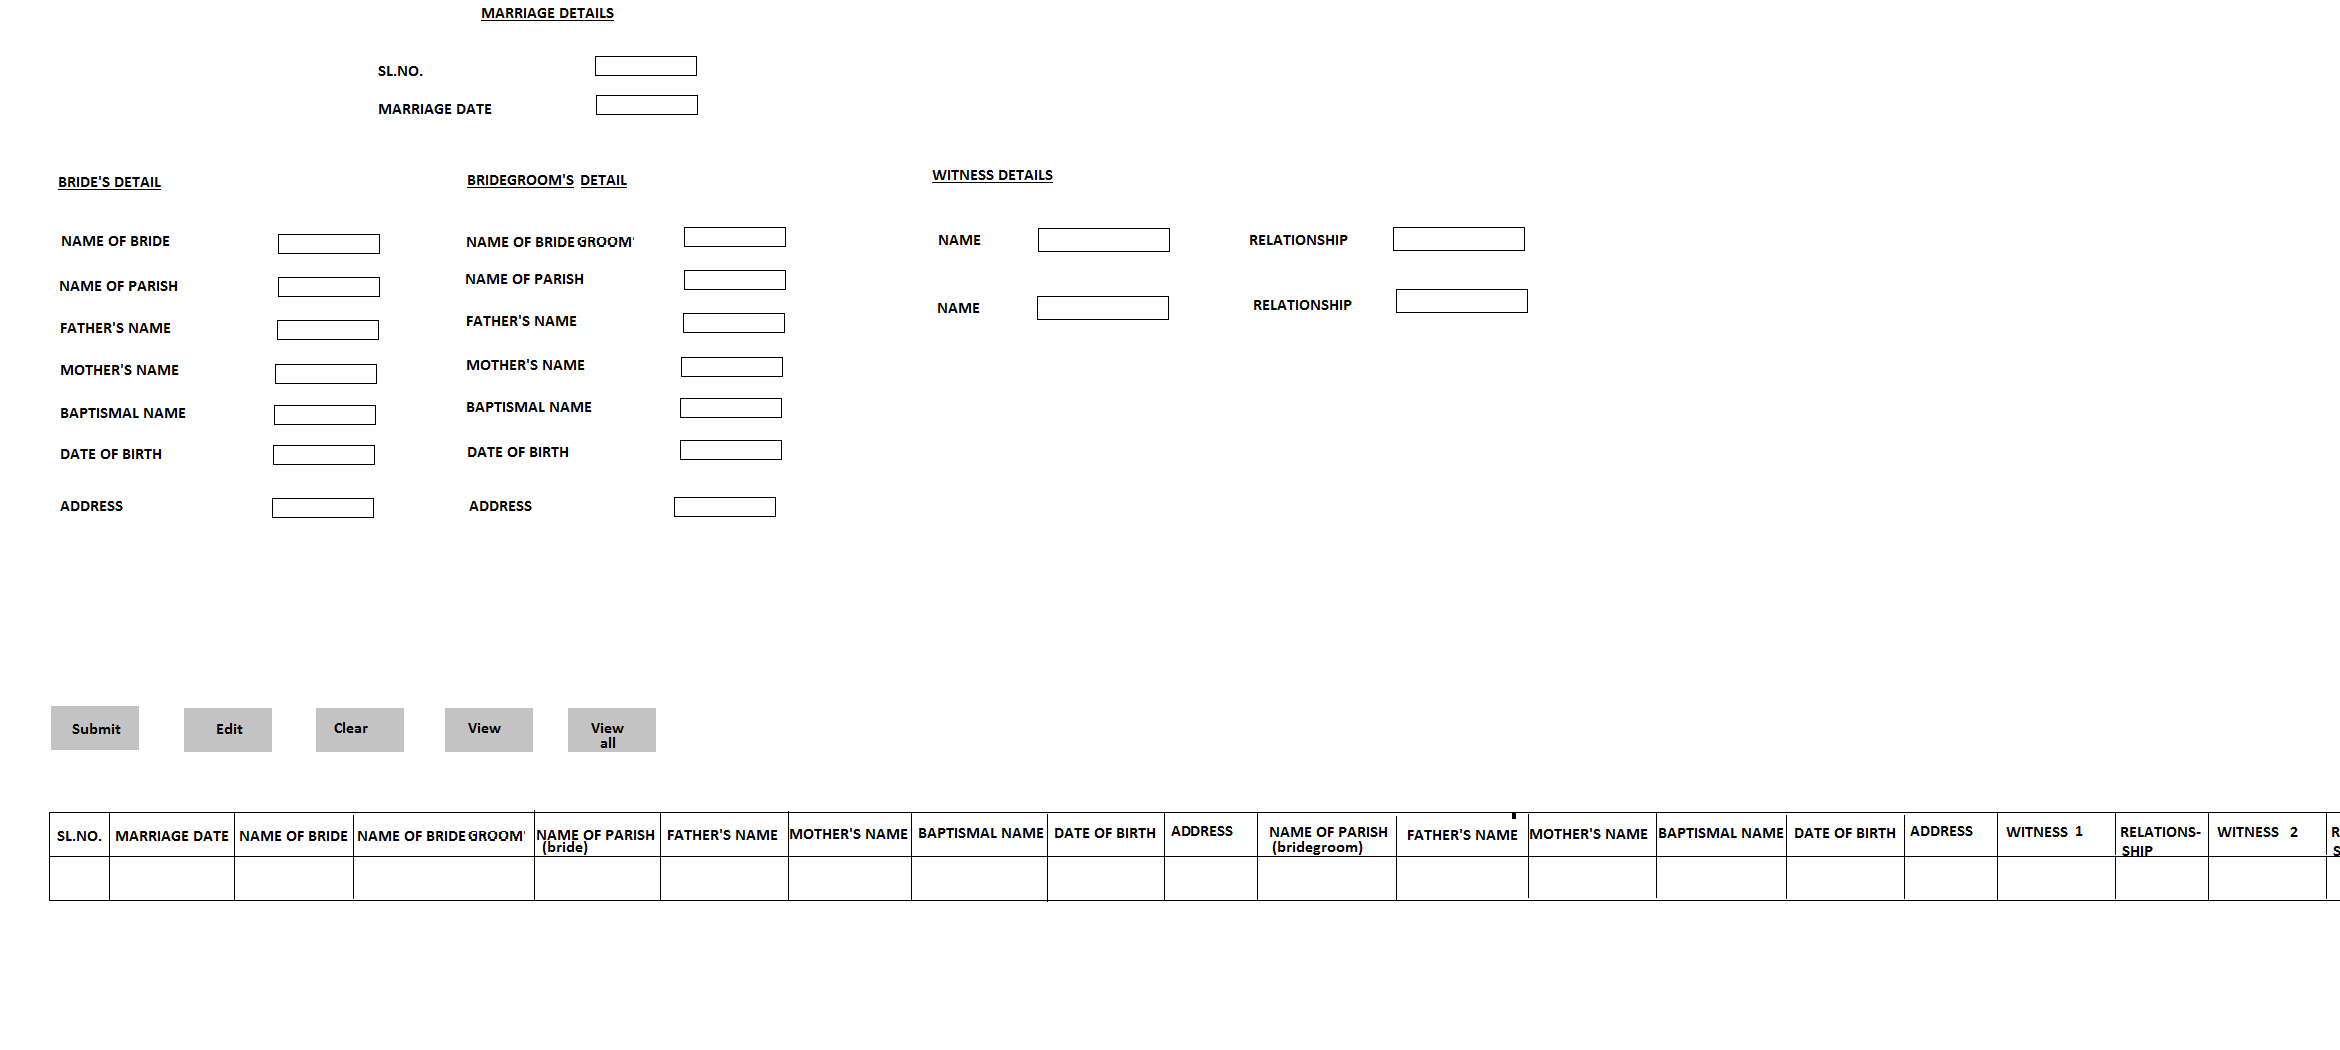 MARRIAGE DETAILS
SL.NO.
MARRIAGE DATE
BRIDE'S DETAIL
NAME OF BRIDE
NAME OF PARISH
FATHER'S NAME
MOTHER'S NAME
BAPTISMAL NAME
DATE OF BIRTH
ADDRESS
BRIDEGROOM'S DETAIL
NAME OF BRIDE GROOM'
NAME OF PARISH
FATHER'S NAME
MOTHER'S NAME
BAPTISMAL NAME
DATE OF BIRTH
ADDRESS
WITNESS DETAILS
NAME RELATIONSHIP
NAME RELATIONSHIP
Submit Edit Clear View View
all
SL.NO. MARRIAGE DATE NAME OF BRIDE NAME OF BRIDE GROOM' NAME OF PARISH FATHER'S NAME MOTHER'S NAME BAPTISMAL NAME DATE OF BIRTH ADDRESS NAME OF PARISH FATHER'S NAME MOTHER'S NAME BAPTISMAL NAME DATE OF BIRTH ADDRESS WITNESS 1 RELATIONS- WITNESS 2
(bride) (bridegroom) SHIP